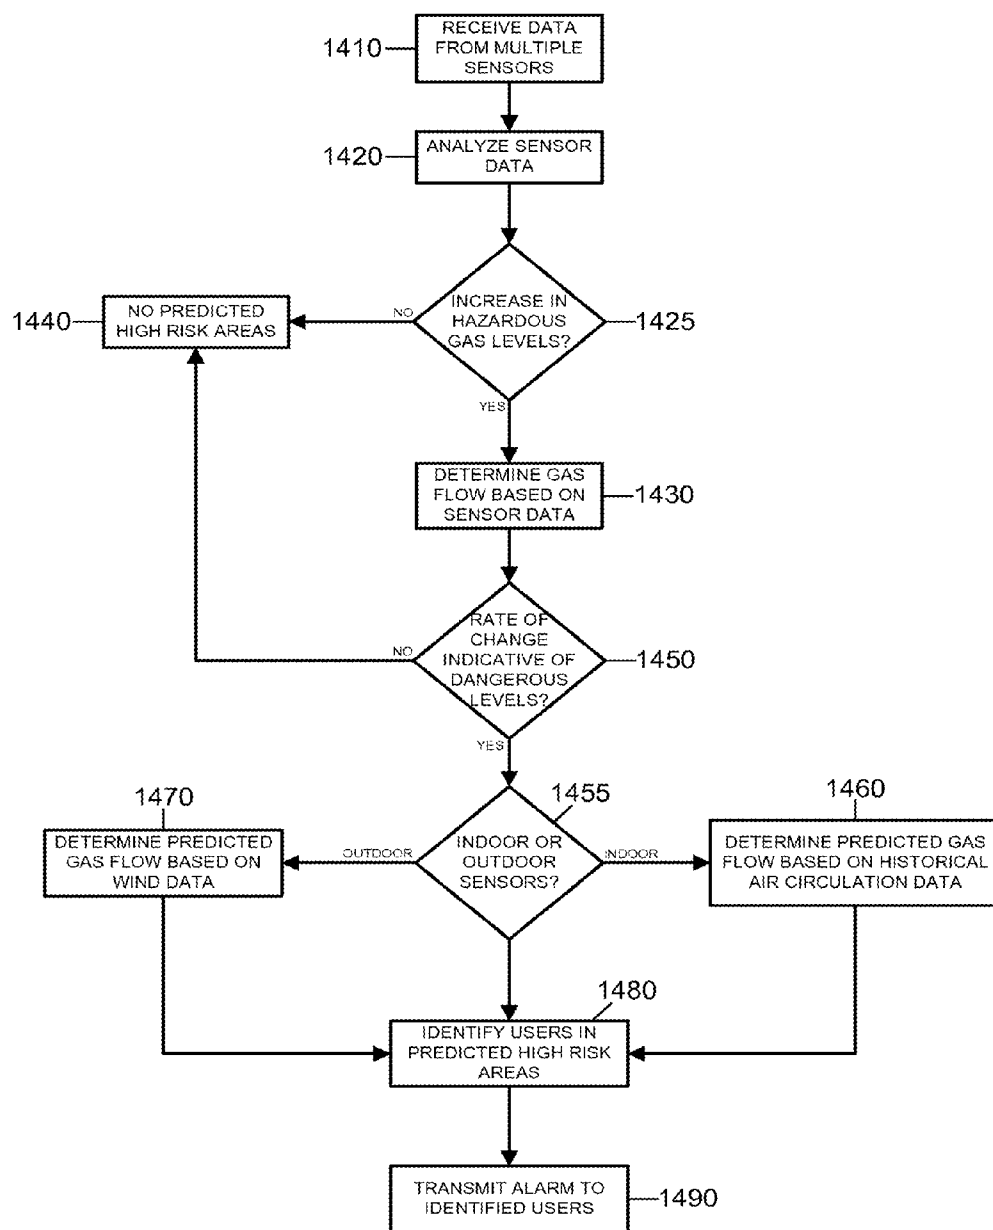 RECEIVE DATA
FROM MULTIPLE
SENSORS
1410
ANALYZE SENSOR
DATA
1420
INCREASE IN
HAZARDOUS
GAS LEVELS?
1425
NO
YES
NO PREDICTED
HIGH RISK AREAS
1440
DETERMINE GAS
FLOW BASED ON
SENSOR DATA
1430
RATE OF
CHANGE
INDICATIVE OF
DANGEROUS
LEVELS?
1450
NO
YES
INDOOR OR
OUTDOOR
SENSORS?
1455
OUTDOOR
INDOOR
1470
DETERMINE PREDICTED
GAS FLOW BASED ON
WIND DATA
1460
DETERMINE PREDICTED GAS
FLOW BASED ON HISTORICAL
AIR CIRCULATION DATA
1480
IDENTIFY USERS IN
PREDICTED HIGH RISK
AREAS
TRANSMIT ALARM TO
IDENTIFIED USERS
1490